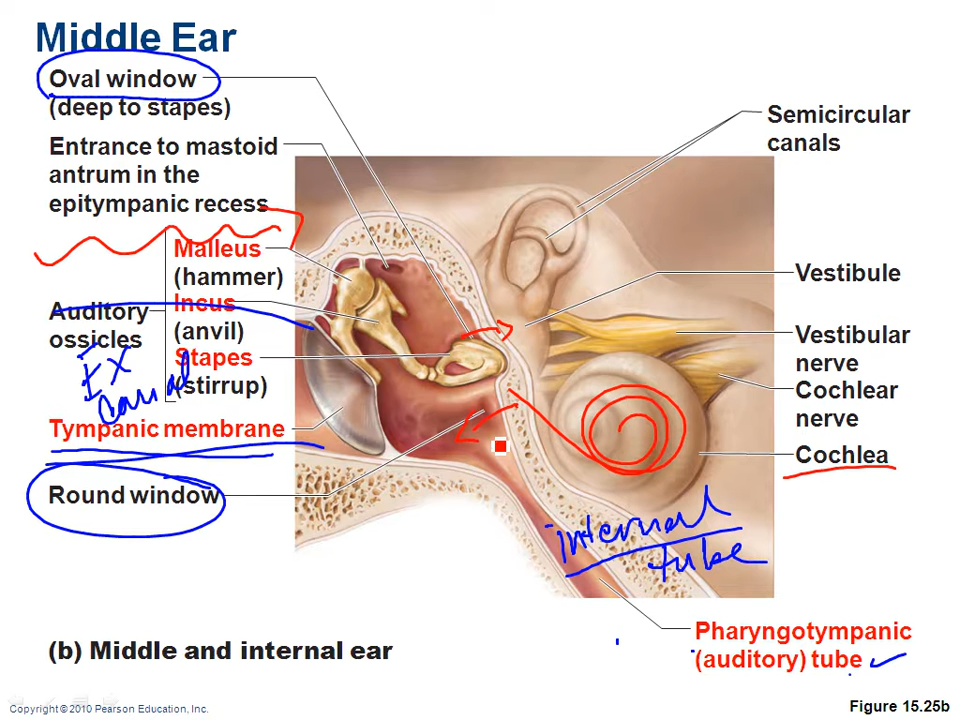 Middle Ear
Oval window
(deep to stapes)
Entrance to mastoid
antrum in the
epitympanic recess
Malleus
(hammer)
Auditory
ossicles
Incus
(anvil)
Stapes
(stirrup)
EX
canal
Tympanic membrane
Round window
Semicircular
canals
Vestibule
Vestibular
nerve
Cochlear
nerve
Cochlea
internal
tube
Pharyngotympanic
(auditory) tube
(b) Middle and internal ear
Copyright © 2010 Pearson Education, Inc.
Figure 15.25b